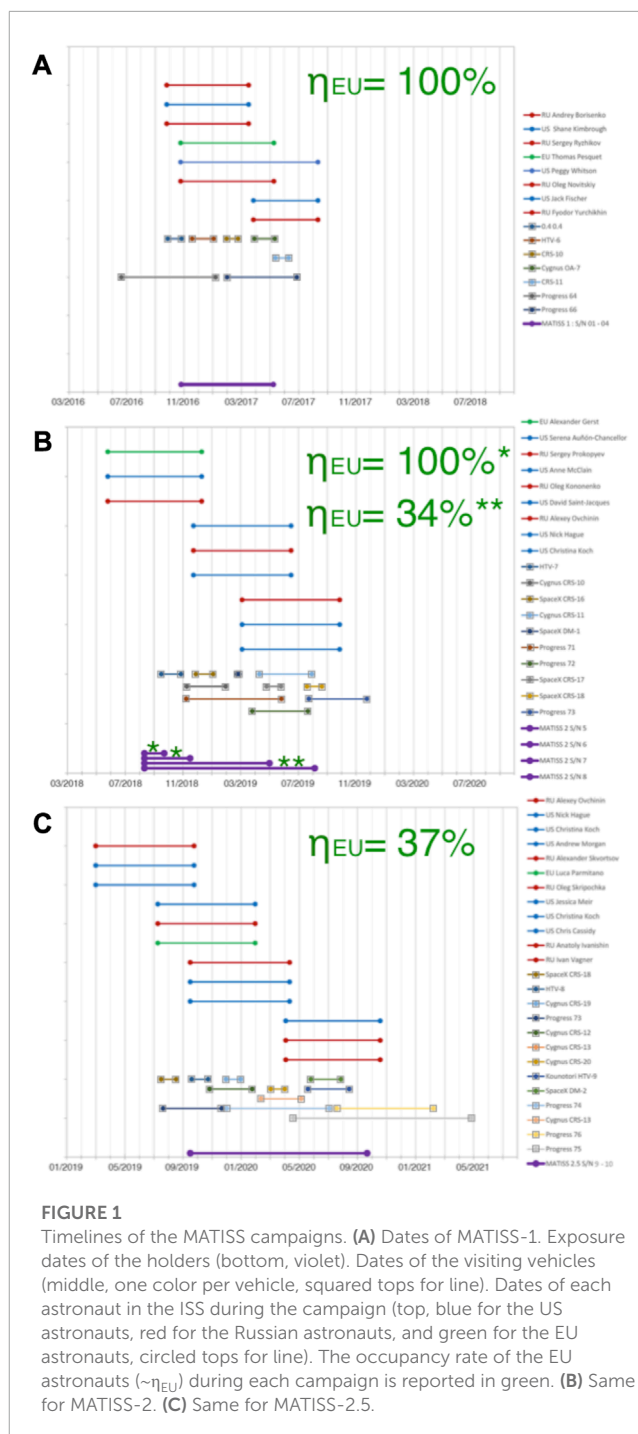 A
ηEU= 100%
RU Andrey Borisenko
US Shane Kimbrough
RU Sergey Ryzhikov
EU Thomas Pesquet
US Peggy Whitson
RU Oleg Novitskiy
US Jack Fischer
RU Fyodor Yurchikhin
0.4 0.4
HTV-6
CRS-10
Cygnus OA-7
CRS-11
Progress 64
Progress 66
MATISS 1 : S/N 01 - 04
03/2016 07/2016 11/2016 03/2017 07/2017 11/2017 03/2018 07/2018
B
ηEU= 100%*
ηEU= 34%**
EU Alexander Gerst
US Serena Auñón-Chancellor
RU Sergey Prokopyev
US Anne McClain
RU Oleg Kononenko
US David Saint-Jacques
RU Alexey Ovchinin
US Nick Hague
US Christina Koch
HTV-7
Cygnus CRS-10
SpaceX CRS-16
Cygnus CRS-11
SpaceX DM-1
Progress 71
Progress 72
SpaceX CRS-17
SpaceX CRS-18
Progress 73
MATISS 2 S/N 5
MATISS 2 S/N 6
MATISS 2 S/N 7
MATISS 2 S/N 8
*
*
**
03/2018 07/2018 11/2018 03/2019 07/2019 11/2019 03/2020 07/2020
C
ηEU= 37%
RU Alexey Ovchinin
US Nick Hague
US Christina Koch
US Andrew Morgan
RU Alexander Skvortsov
EU Luca Parmitano
RU Oleg Skripochka
US Jessica Meir
US Christina Koch
US Chris Cassidy
RU Anatoly Ivanishin
RU Ivan Vagner
SpaceX CRS-18
HTV-8
Cygnus CRS-19
Progress 73
Cygnus CRS-12
Cygnus CRS-13
Cygnus CRS-20
Kounotori HTV-9
SpaceX DM-2
Progress 74
Cygnus CRS-13
Progress 76
Progress 75
MATISS 2.5 S/N 9 - 10
01/2019 05/2019 09/2019 01/2020 05/2020 09/2020 01/2021 05/2021
FIGURE 1
Timelines of the MATISS campaigns. (A) Dates of MATISS-1. Exposure
dates of the holders (bottom, violet). Dates of the visiting vehicles
(middle, one color per vehicle, squared tops for line). Dates of each
astronaut in the ISS during the campaign (top, blue for the US
astronauts, red for the Russian astronauts, and green for the EU
astronauts, circled tops for line). The occupancy rate of the EU
astronauts (~ηEU) during each campaign is reported in green. (B) Same
for MATISS-2. (C) Same for MATISS-2.5.